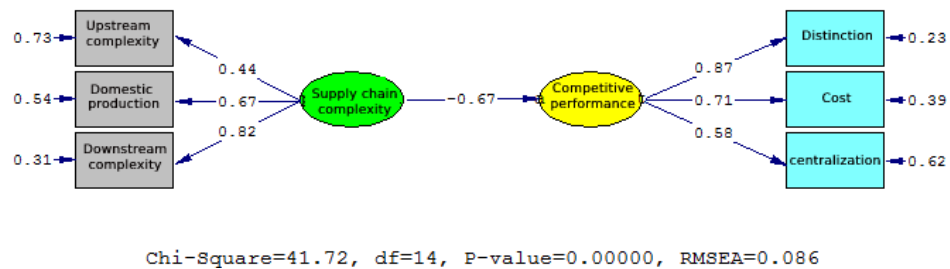 Upstream
complexity
0.73
0.44
Domestic
production
0.54
0.67
Downstream
complexity
0.31
0.82
Supply chain
complexity
-0.67
Competitive
performance
0.87
Distinction
0.23
0.71
Cost
0.39
0.58
centralization
0.62
Chi-Square=41.72, df=14, P-value=0.00000, RMSEA=0.086